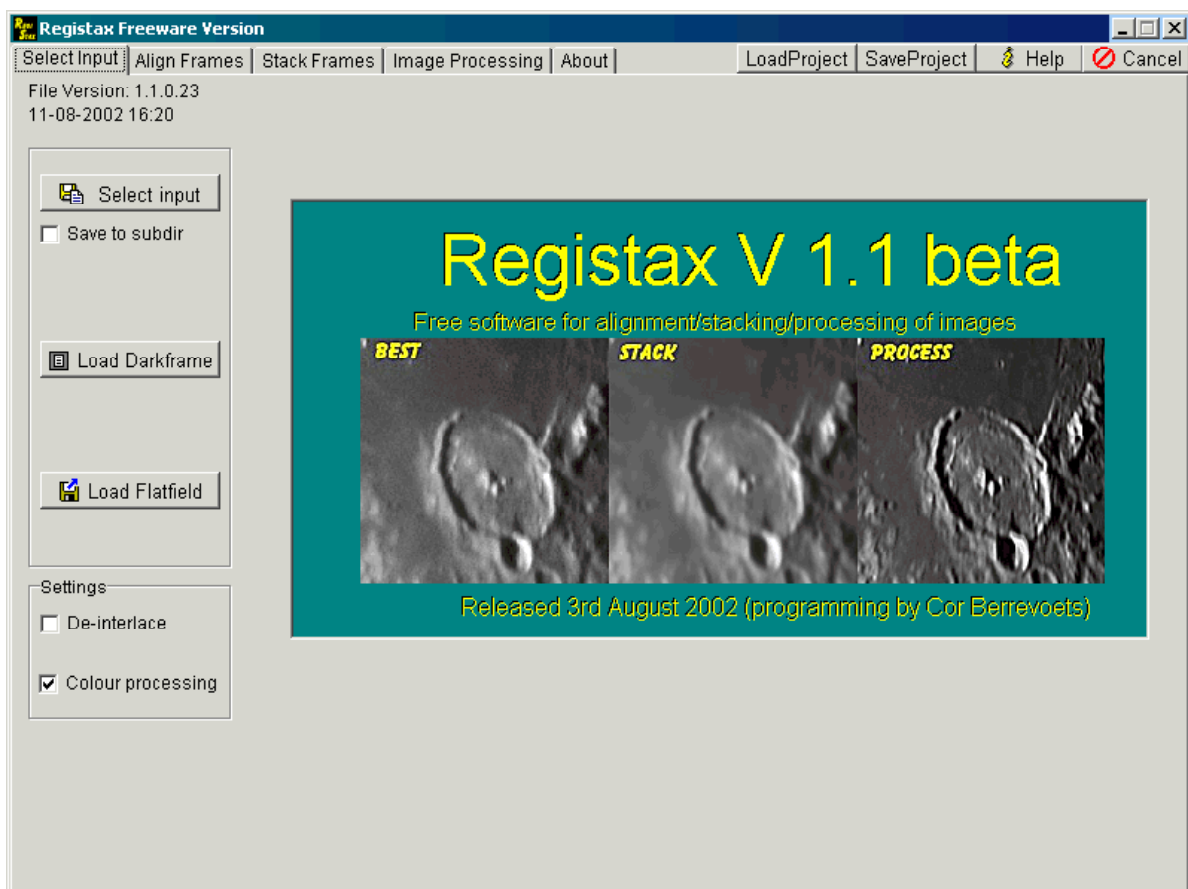 Registax Freeware Version
Select Input Align Frames Stack Frames Image Processing About LoadProject SaveProject Help Cancel
File Version: 1.1.0.23
11-08-2002 16:20
Select input
Save to subdir
Load Darkframe
Load Flatfield
Settings
De-interlace
Colour processing
Registax V 1.1 beta
Free software for alignment/stacking/processing of images
BEST STACK PROCESS
Released 3rd August 2002 (programming by Cor Berrevoets)